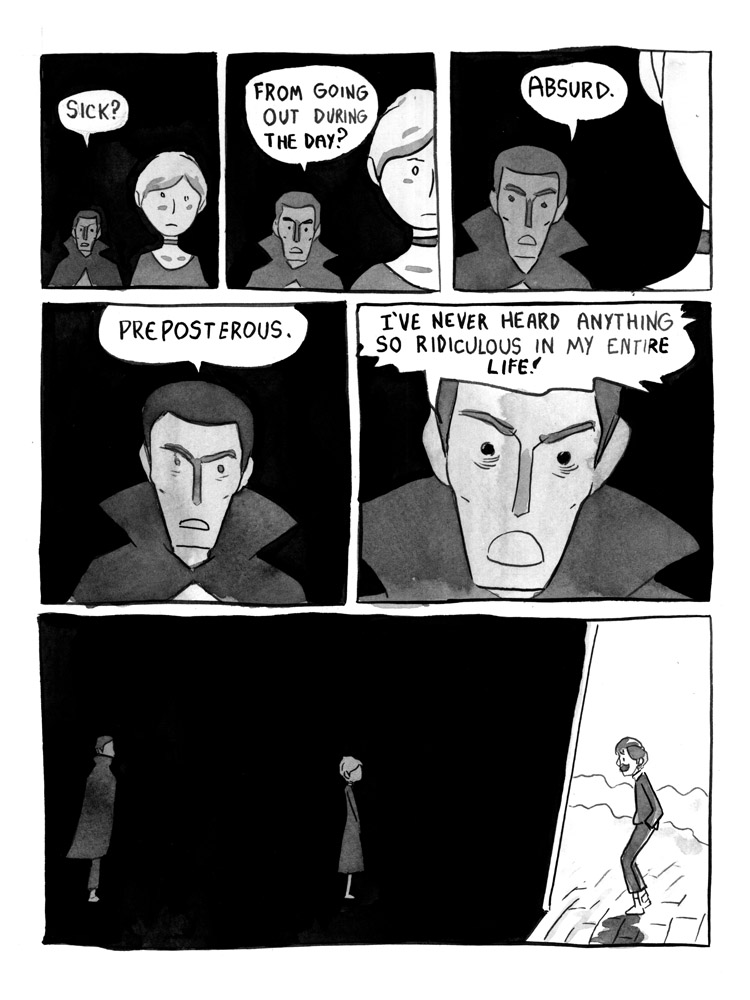 SICK?
FROM GOING
OUT DURING
THE DAY?
ABSURD.
PREPOSTEROUS.
I'VE NEVER HEARD ANYTHING
SO RIDICULOUS IN MY ENTIRE
LIFE!